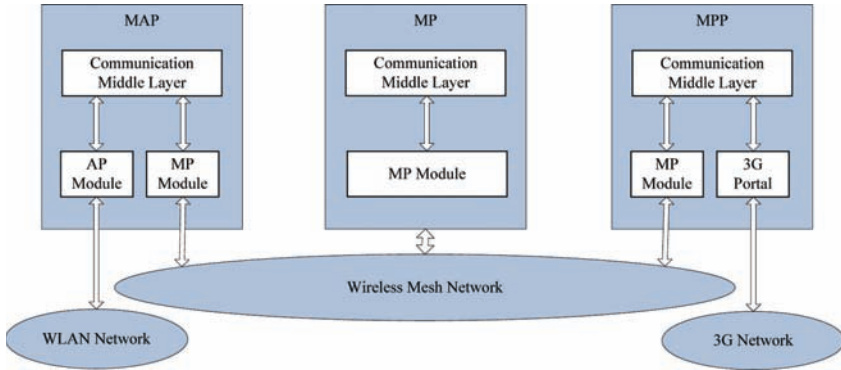 MAP
MP
MPP
Communication
Middle Layer
Communication
Middle Layer
Communication
Middle Layer
AP
Module
MP
Module
MP Module
MP
Module
3G
Portal
Wireless Mesh Network
WLAN Network
3G Network